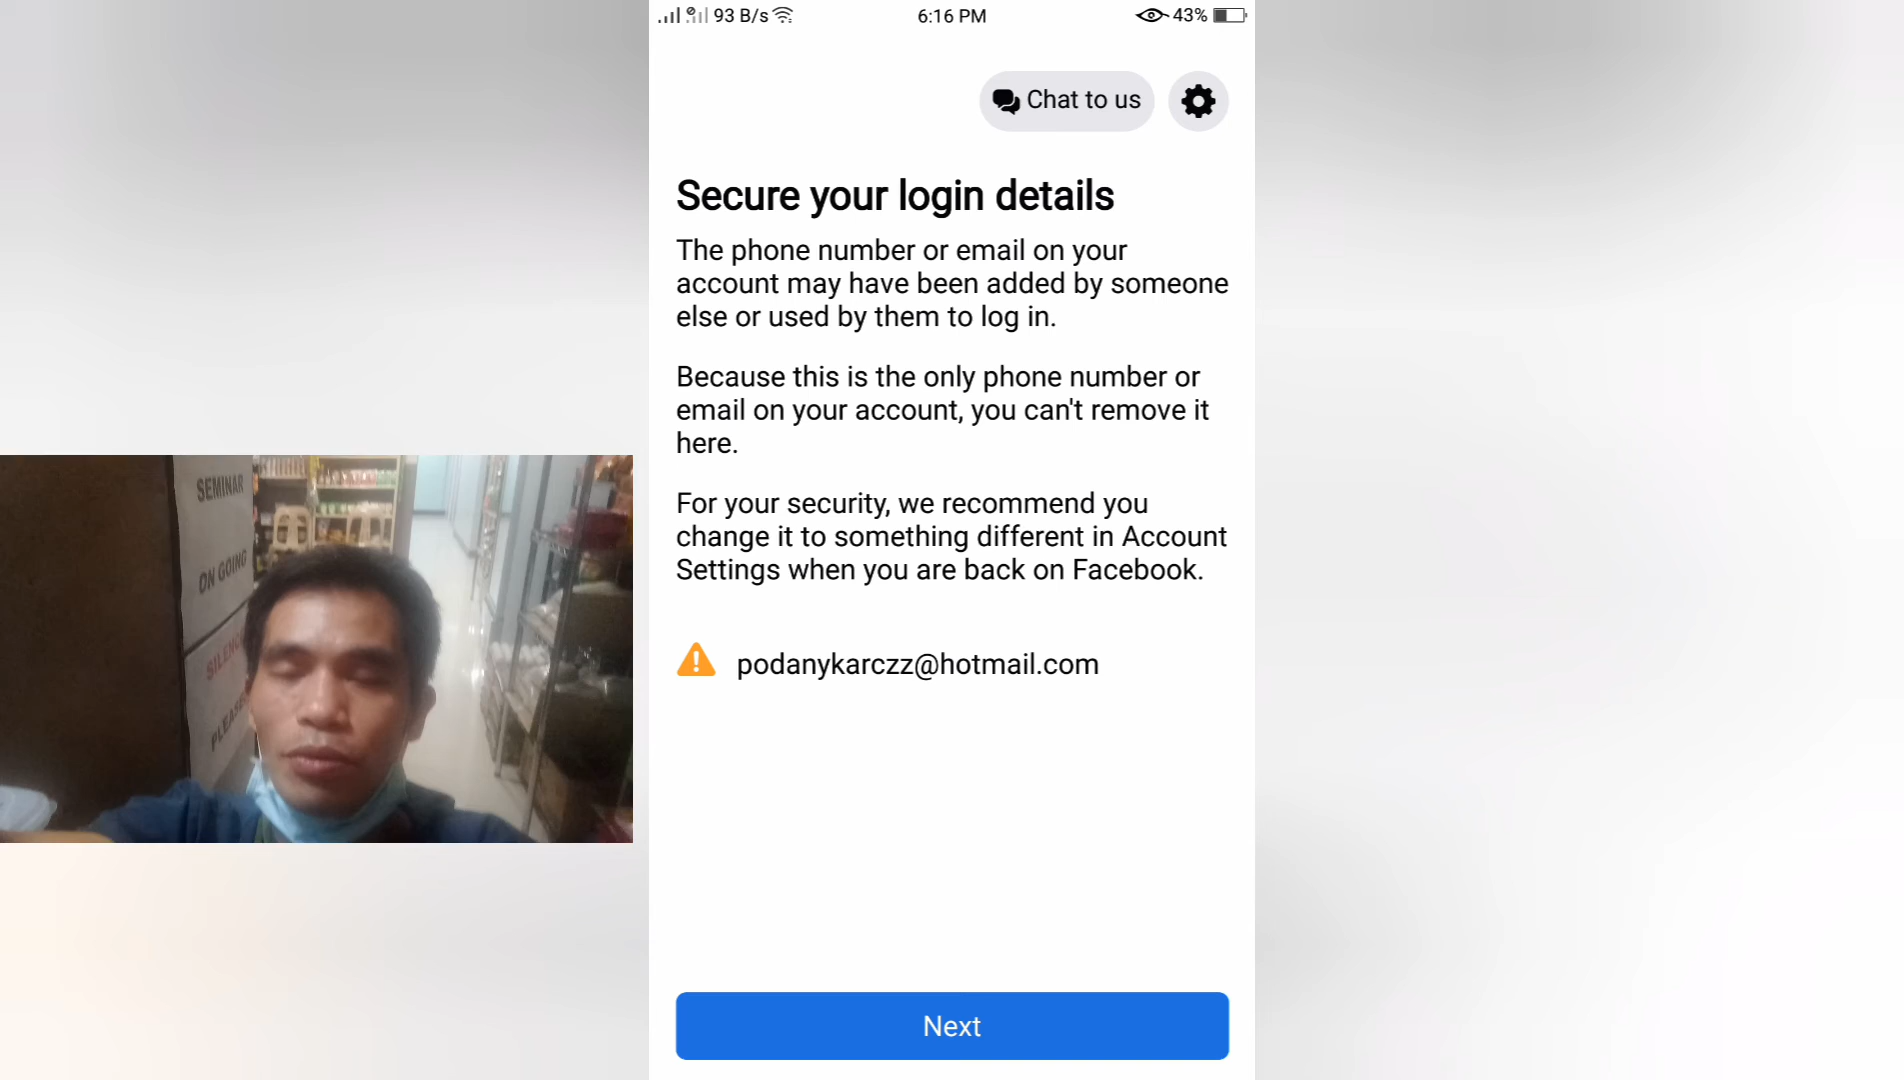 93 B/s
6:16 PM
43%
Chat to us
Secure your login details
The phone number or email on your
account may have been added by someone
else or used by them to log in.
Because this is the only phone number or
email on your account, you can't remove it
here.
For your security, we recommend you
change it to something different in Account
Settings when you are back on Facebook.
podanykarczz@hotmail.com
Next
SEMINAR
ON GOING
SILENCE
PLEASE